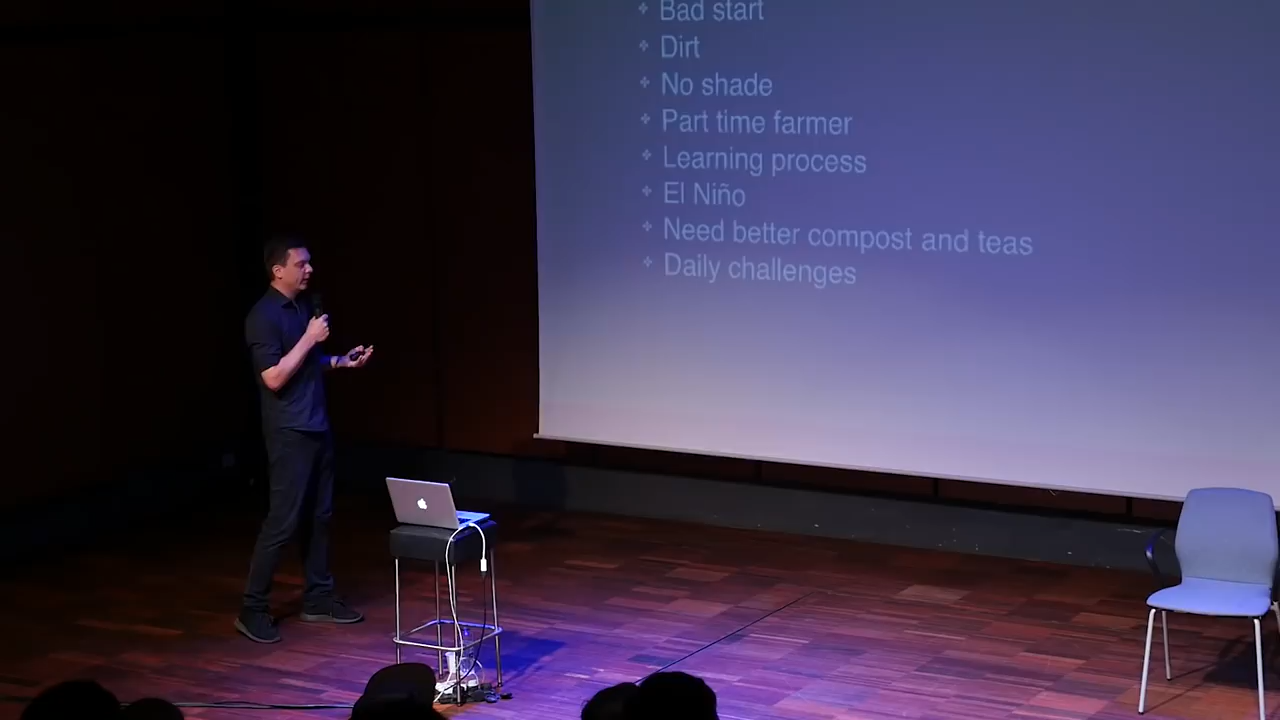 Bad start
Dirt
No shade
Part time farmer
Learning process
El Niño
Need better compost and teas
Daily challenges